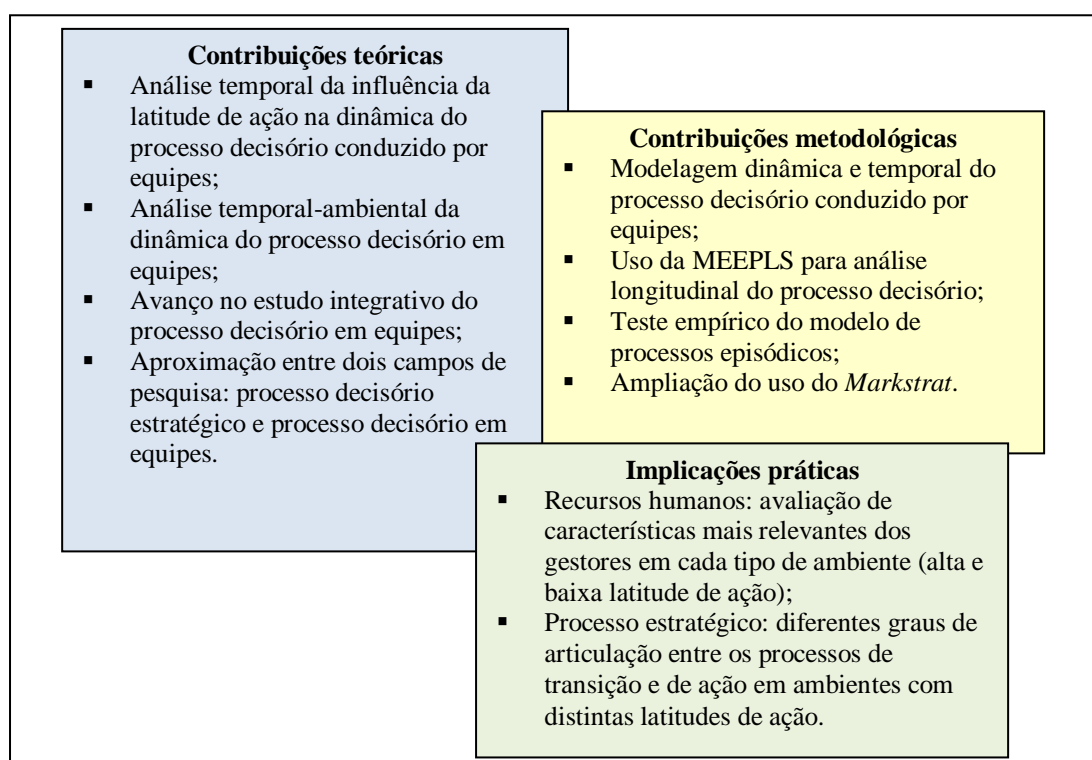 Contribuições teóricas
▪ Análise temporal da influência da
latitude de ação na dinâmica do
processo decisório conduzido por
equipes;
▪ Análise temporal-ambiental da
dinâmica do processo decisório em
equipes;
▪ Avanço no estudo integrativo do
processo decisório em equipes;
▪ Aproximação entre dois campos de
pesquisa: processo decisório
estratégico e processo decisório em
equipes.
Contribuições metodológicas
▪ Modelagem dinâmica e temporal do
processo decisório conduzido por
equipes;
▪ Uso da MEEPLS para análise
longitudinal do processo decisório;
▪ Teste empírico do modelo de
processos episódicos;
▪ Ampliação do uso do Markstrat.
Implicações práticas
▪ Recursos humanos: avaliação de
características mais relevantes dos
gestores em cada tipo de ambiente (alta e
baixa latitude de ação);
▪ Processo estratégico: diferentes graus de
articulação entre os processos de
transição e de ação em ambientes com
distintas latitudes de ação.